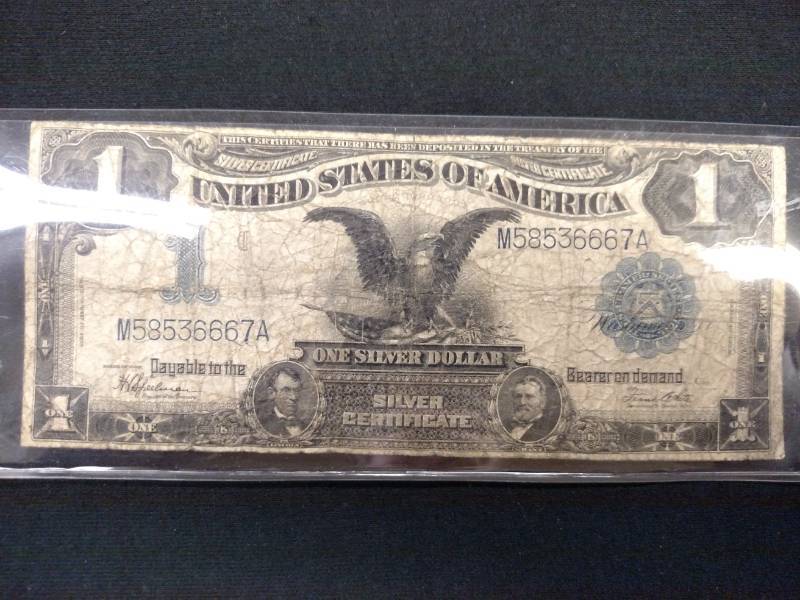 THIS CERTIFIES THAT THERE HAS BEEN DEPOSITED IN THE TREASURY OF THE
SILVER CERTIFICATE
SILVER CERTIFICATE
1
UNITED STATES OF AMERICA
1
1
M58536667A
M58536667A
Payable to the
ONE SILVER DOLLAR
Bearer on demand
SILVER
CERTIFICATE
1
ONE
ONE
ONE
ONE